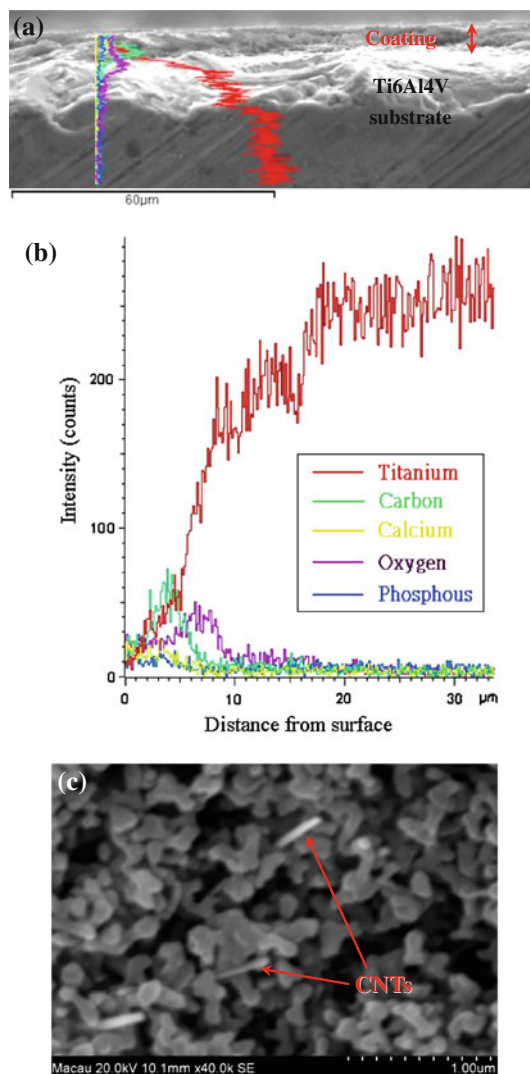 (a)
Coating
Ti6Al4V
substrate
60µm
(b)
Intensity (counts)
200
100
0
Titanium
Carbon
Calcium
Oxygen
Phosphous
0
10
20
30
µm
Distance from surface
(c)
CNTs
Macau 20.0kV 10.1mm x40.0k SE
1.00um